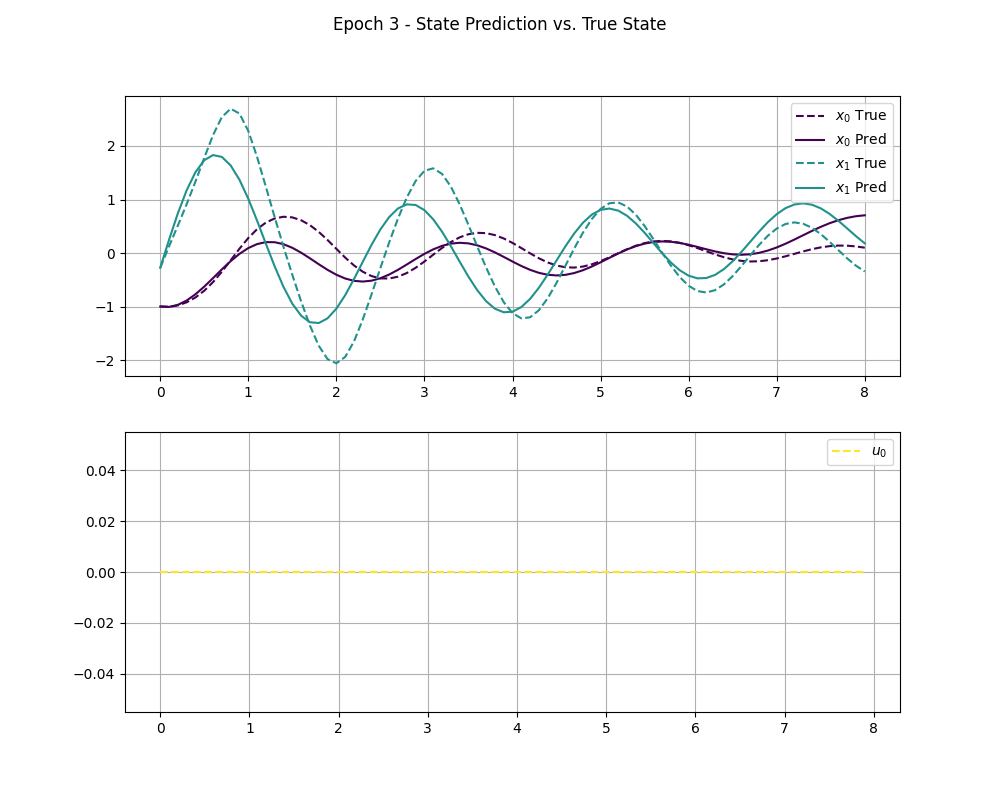 Epoch 3 - State Prediction vs. True State
2
1
0
−1
−2
x₀ True
x₀ Pred
x₁ True
x₁ Pred
0 1 2 3 4 5 6 7 8
0.04
0.02
0.00
−0.02
−0.04
u₀
0 1 2 3 4 5 6 7 8